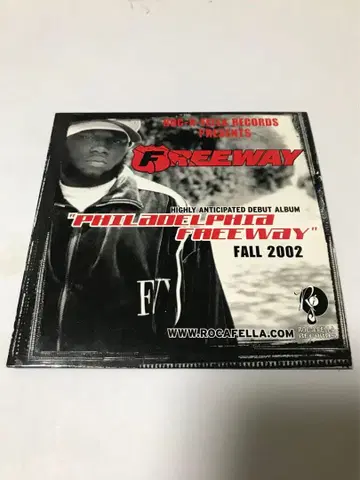 ROC-A-FELLA RECORDS
PRESENTS
FREEWAY
HIGHLY ANTICIPATED DEBUT ALBUM
"PHILADELPHIA
FREEWAY"
FALL 2002
F
WWW.ROCAFELLA.COM